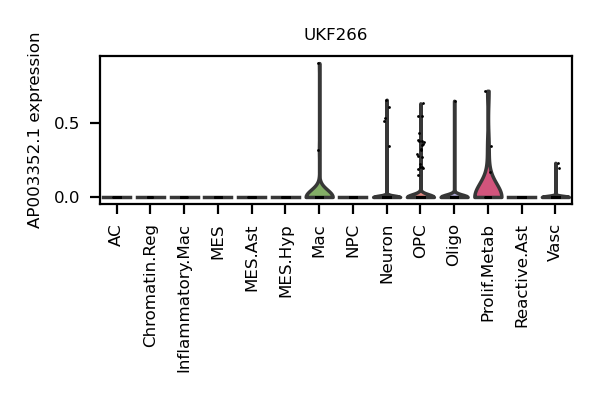 UKF266
AP003352.1 expression
0.5
0.0
AC
Chromatin.Reg
Inflammatory.Mac
MES
MES.Ast
MES.Hyp
Mac
NPC
Neuron
OPC
Oligo
Prolif.Metab
Reactive.Ast
Vasc